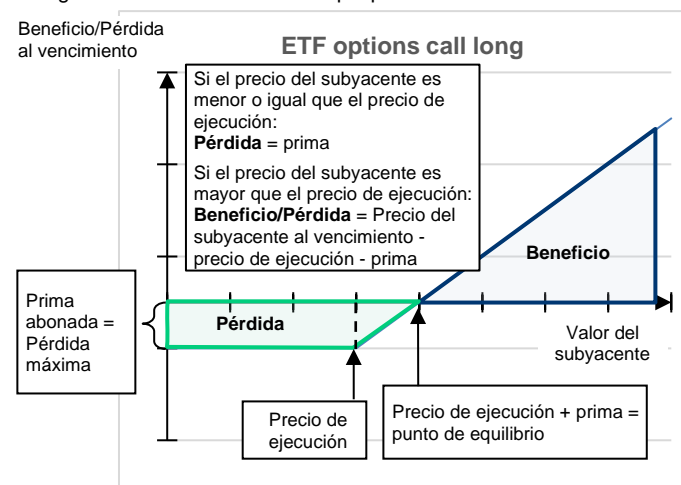 Beneficio/Pérdida
al vencimiento
ETF options call long
Si el precio del subyacente es
menor o igual que el precio de
ejecución:
Pérdida = prima
Si el precio del subyacente es
mayor que el precio de ejecución:
Beneficio/Pérdida = Precio del
subyacente al vencimiento -
precio de ejecución - prima
Beneficio
Prima
abonada =
Pérdida
máxima
Pérdida
Valor del
subyacente
Precio de
ejecución
Precio de ejecución + prima =
punto de equilibrio